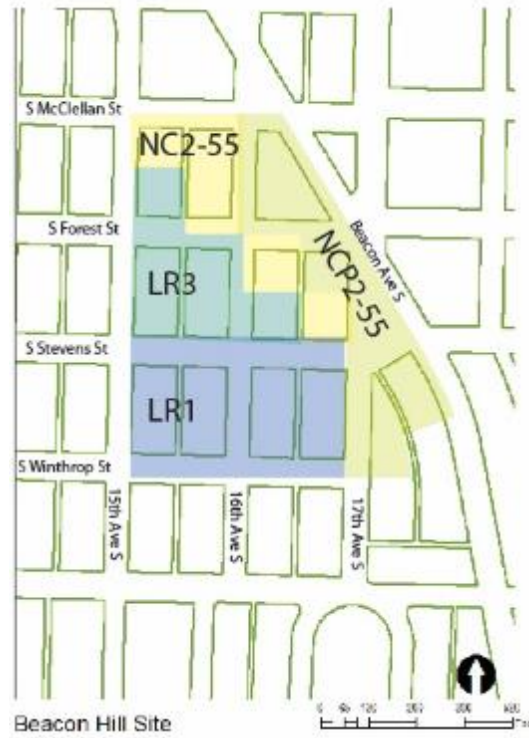 S McClellan St
NC2-55
S Forest St
Beacon Ave S
NCP2-55
LR3
S Stevens St
LR1
S Winthrop St
15th Ave S
16th Ave S
17th Ave S
Beacon Hill Site
0